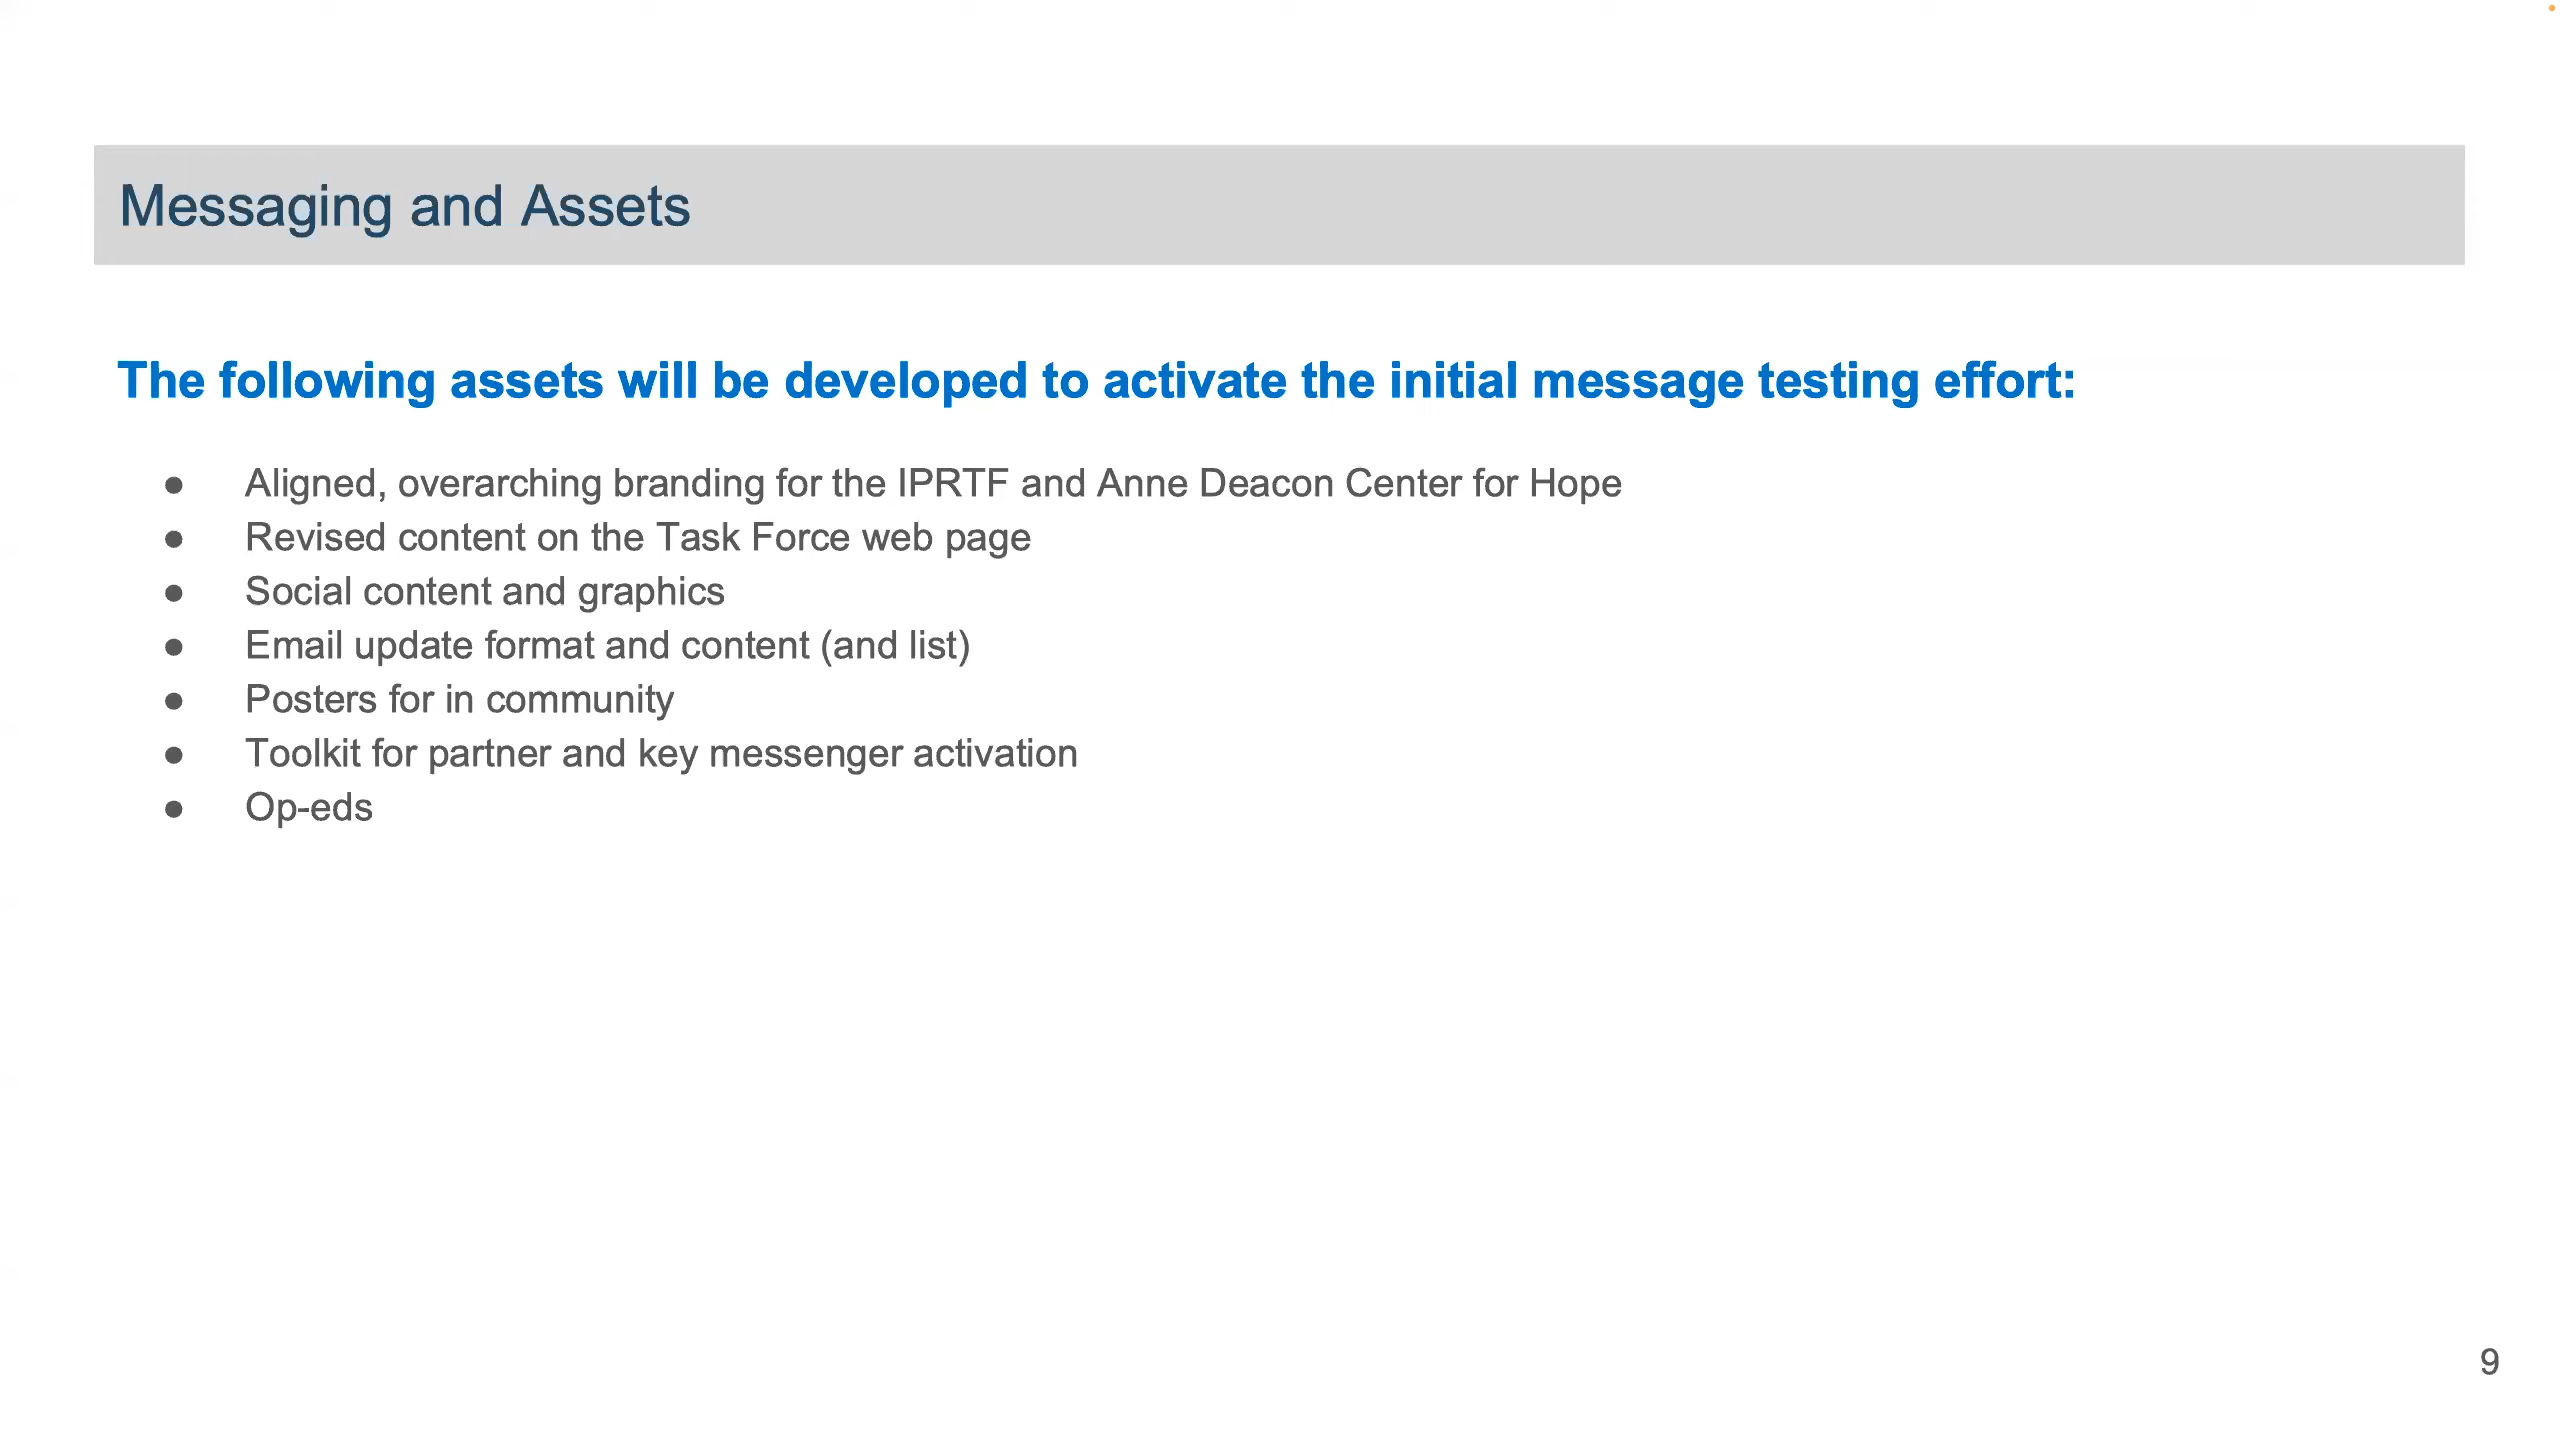 Messaging and Assets
The following assets will be developed to activate the initial message testing effort:
● Aligned, overarching branding for the IPRTF and Anne Deacon Center for Hope
● Revised content on the Task Force web page
● Social content and graphics
● Email update format and content (and list)
● Posters for in community
● Toolkit for partner and key messenger activation
● Op-eds
9